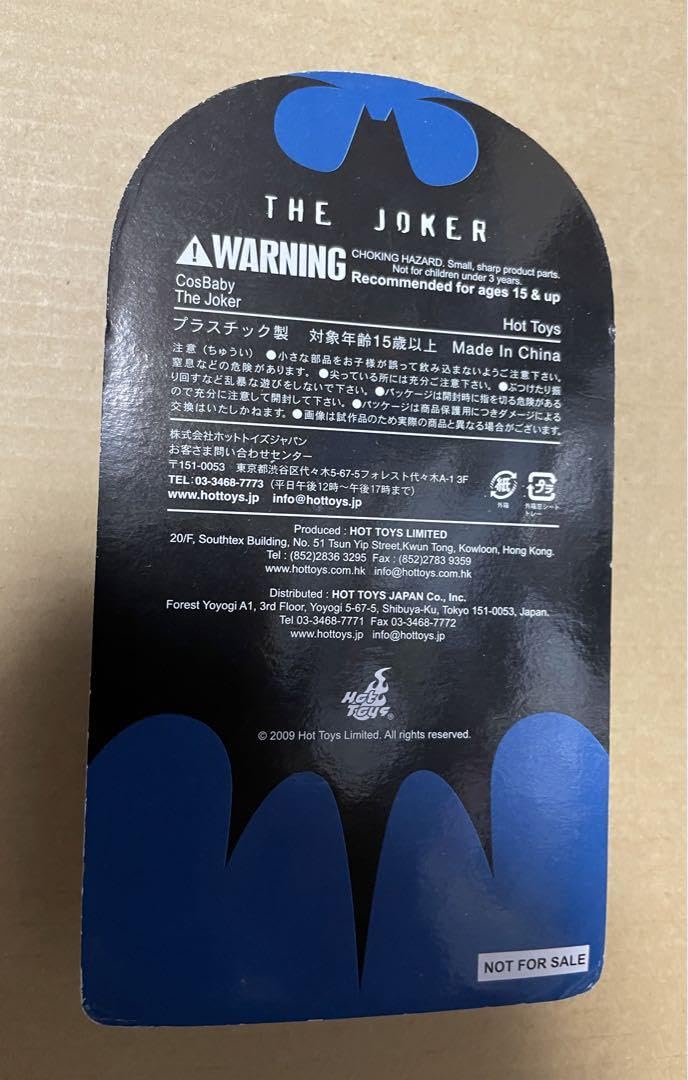 THE JOKER
WARNING
CHOKING HAZARD. Small, sharp product parts.
Not for children under 3 years.
Recommended for ages 15 & up
CosBaby
The Joker
Hot Toys
プラスチック製 対象年齢15歳以上 Made In China
注意(ちゅうい) ●小さな部品をお子様が誤って飲み込まないようご注意下さい。
窒息などの危険があります。●尖っている所には充分ご注意下さい。●ぶつけたり振
り回すなど乱暴な遊びをしないで下さい。●パッケージは開封時に指を切る危険がある
ので充分に注意して開封して下さい。●パッケージは商品保護用につきダメージによる
交換はいたしかねます。●画像は試作品のため実際の商品と異なる場合がございます。
株式会社ホットトイズジャパン
お客さま問い合わせセンター
〒151-0053 東京都渋谷区代々木5-67-5フォレスト代々木A-1 3F
TEL:03-3468-7773(平日午後12時〜午後17時まで)
www.hottoys.jp info@hottoys.jp
紙
外箱
プラ
外箱窓シート
トレー
Produced : HOT TOYS LIMITED
20/F, Southtex Building, No. 51 Tsun Yip Street,Kwun Tong, Kowloon, Hong Kong.
Tel : (852)2836 3295 Fax : (852)2783 9359
www.hottoys.com.hk info@hottoys.com.hk
Distributed : HOT TOYS JAPAN Co., Inc.
Forest Yoyogi A1, 3rd Floor, Yoyogi 5-67-5, Shibuya-Ku, Tokyo 151-0053, Japan.
Tel 03-3468-7771 Fax 03-3468-7772
www.hottoys.jp info@hottoys.jp
Hot
Toys®
© 2009 Hot Toys Limited. All rights reserved.
NOT FOR SALE